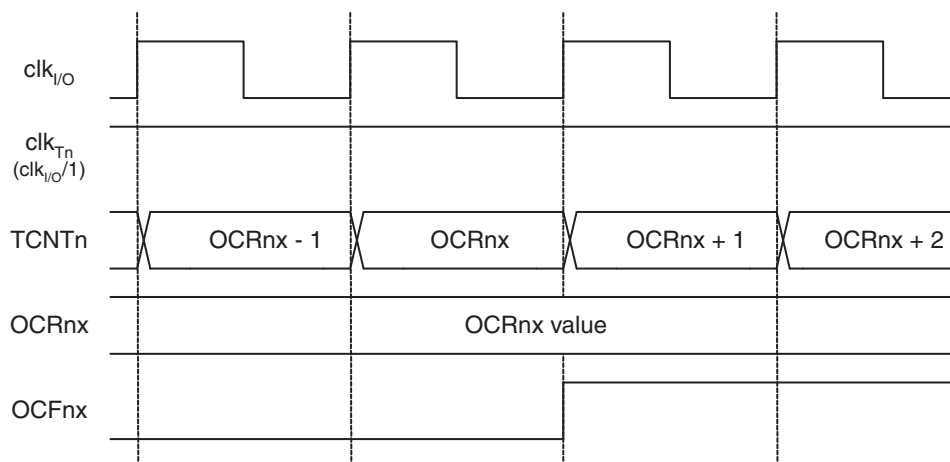 clkI/O
clkTn
(clkI/O/1)
TCNTn OCRnx - 1 OCRnx OCRnx + 1 OCRnx + 2
OCRnx OCRnx value
OCFnx